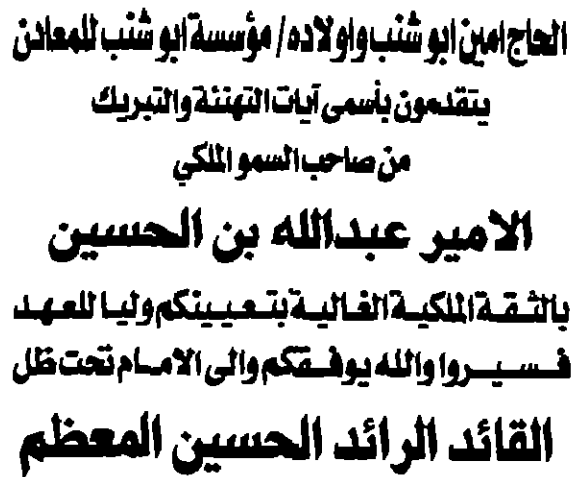 الحاج امين ابو شنب واولاده / مؤسسة ابو شنب للمعادن
يتقدمون بأسمى آيات التهنئة والتبريك
من صاحب السمو الملكي
الامير عبدالله بن الحسين
بالثقة الملكية الغالية بتعيينكم وليا للعهد
فسيروا والله يوفقكم والى الامام تحت ظل
القائد الرائد الحسين المعظم